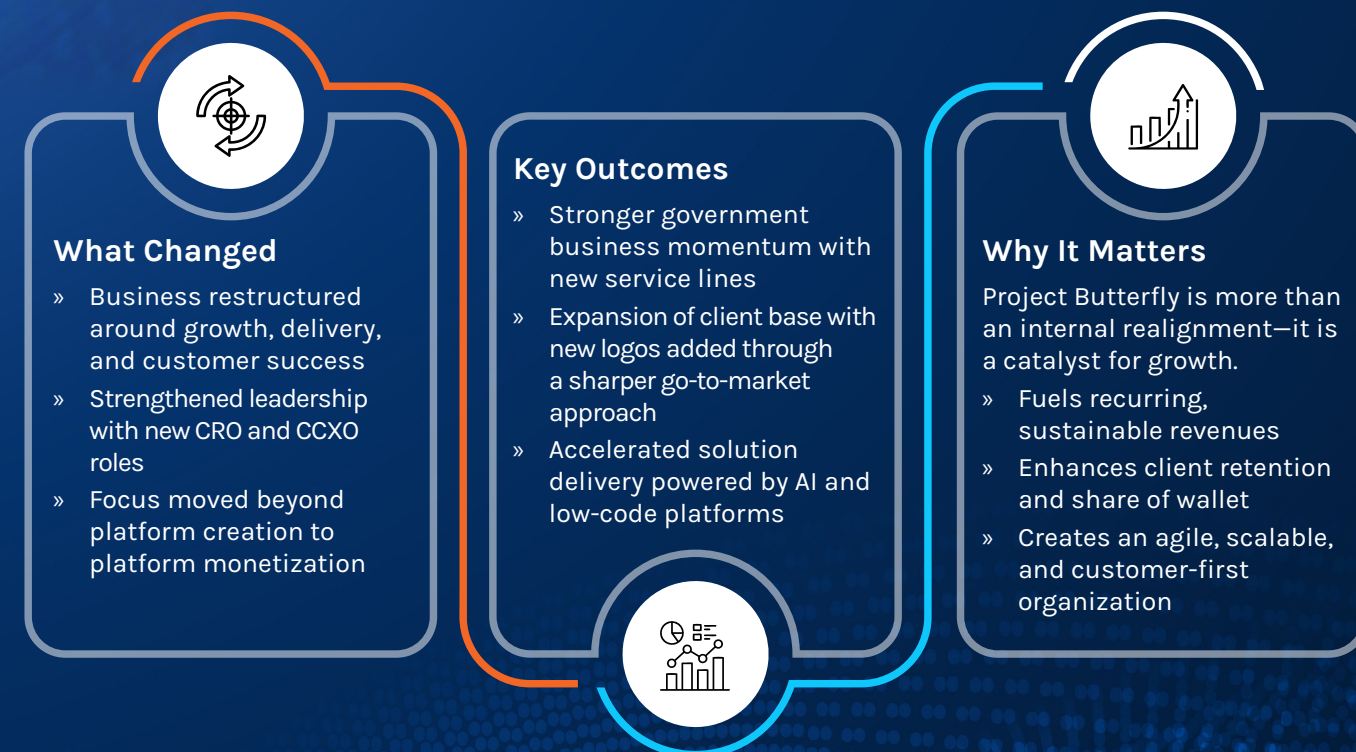 What Changed
» Business restructured
around growth, delivery,
and customer success
» Strengthened leadership
with new CRO and CCXO
roles
» Focus moved beyond
platform creation to
platform monetization
Key Outcomes
» Stronger government
business momentum with
new service lines
» Expansion of client base with
new logos added through
a sharper go-to-market
approach
» Accelerated solution
delivery powered by AI and
low-code platforms
Why It Matters
Project Butterfly is more than
an internal realignment—it is
a catalyst for growth.
» Fuels recurring,
sustainable revenues
» Enhances client retention
and share of wallet
» Creates an agile, scalable,
and customer-first
organization